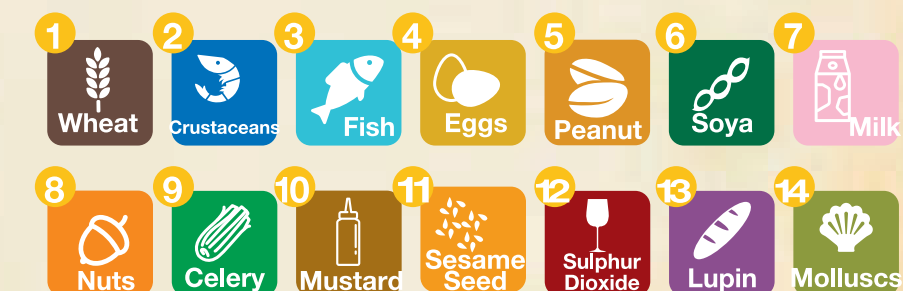 1 2 3 4 5 6 7
Wheat Crustaceans Fish Eggs Peanut Soya Milk
8 9 10 11 12 13 14
Nuts Celery Mustard Sesame Seed Sulphur Dioxide Lupin Molluscs